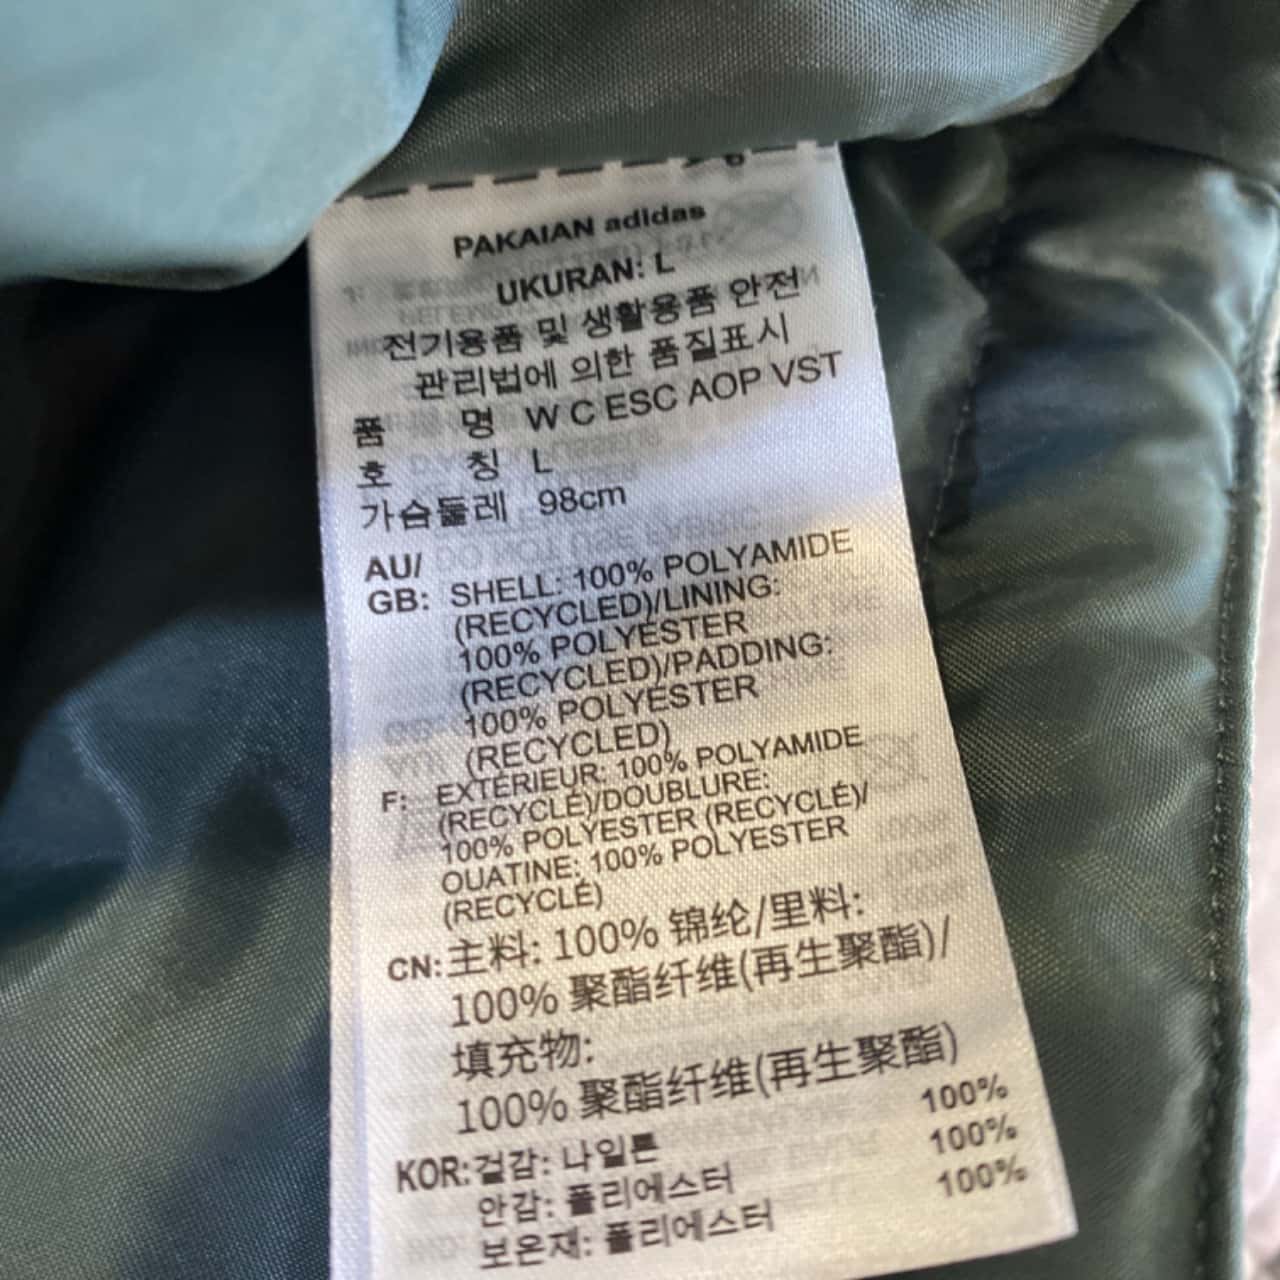 PAKAIAN adidas
UKURAN: L
전기용품 및 생활용품 안전
관리법에 의한 품질표시
품 명 W C ESC AOP VST
호 칭 L
가슴둘레 98cm
AU/
GB: SHELL: 100% POLYAMIDE
(RECYCLED)/LINING:
100% POLYESTER
(RECYCLED)/PADDING:
100% POLYESTER
(RECYCLED)
F: EXTÉRIEUR: 100% POLYAMIDE
(RECYCLÉ)/DOUBLURE:
100% POLYESTER (RECYCLÉ)/
OUATINE: 100% POLYESTER
(RECYCLÉ)
CN: 主料: 100% 锦纶/里料:
100% 聚酯纤维(再生聚酯)/
填充物:
100% 聚酯纤维(再生聚酯)
KOR: 겉감: 나일론 100%
안감: 폴리에스터 100%
보온재: 폴리에스터 100%